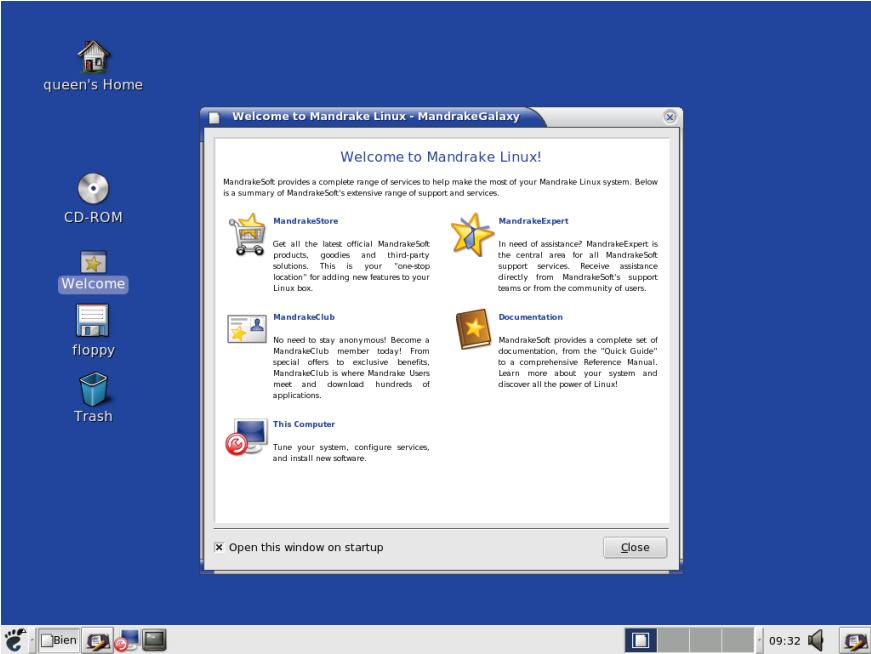 queen's Home
CD-ROM
Welcome
floppy
Trash
Welcome to Mandrake Linux - MandrakeGalaxy
Welcome to Mandrake Linux!
MandrakeSoft provides a complete range of services to help make the most of your Mandrake Linux system. Below
is a summary of MandrakeSoft's extensive range of support and services.
MandrakeStore
Get all the latest official MandrakeSoft
products, goodies and third-party
solutions. This is your "one-stop
location" for adding new features to your
Linux box.
MandrakeExpert
In need of assistance? MandrakeExpert is
the central area for all MandrakeSoft
support services. Receive assistance
directly from MandrakeSoft's support
teams or from the community of users.
MandrakeClub
No need to stay anonymous! Become a
MandrakeClub member today! From
special offers to exclusive benefits,
MandrakeClub is where Mandrake Users
meet and download hundreds of
applications.
Documentation
MandrakeSoft provides a complete set of
documentation, from the "Quick Guide"
to a comprehensive Reference Manual.
Learn more about your system and
discover all the power of Linux!
This Computer
Tune your system, configure services,
and install new software.
Open this window on startup
Close
Bien
09:32